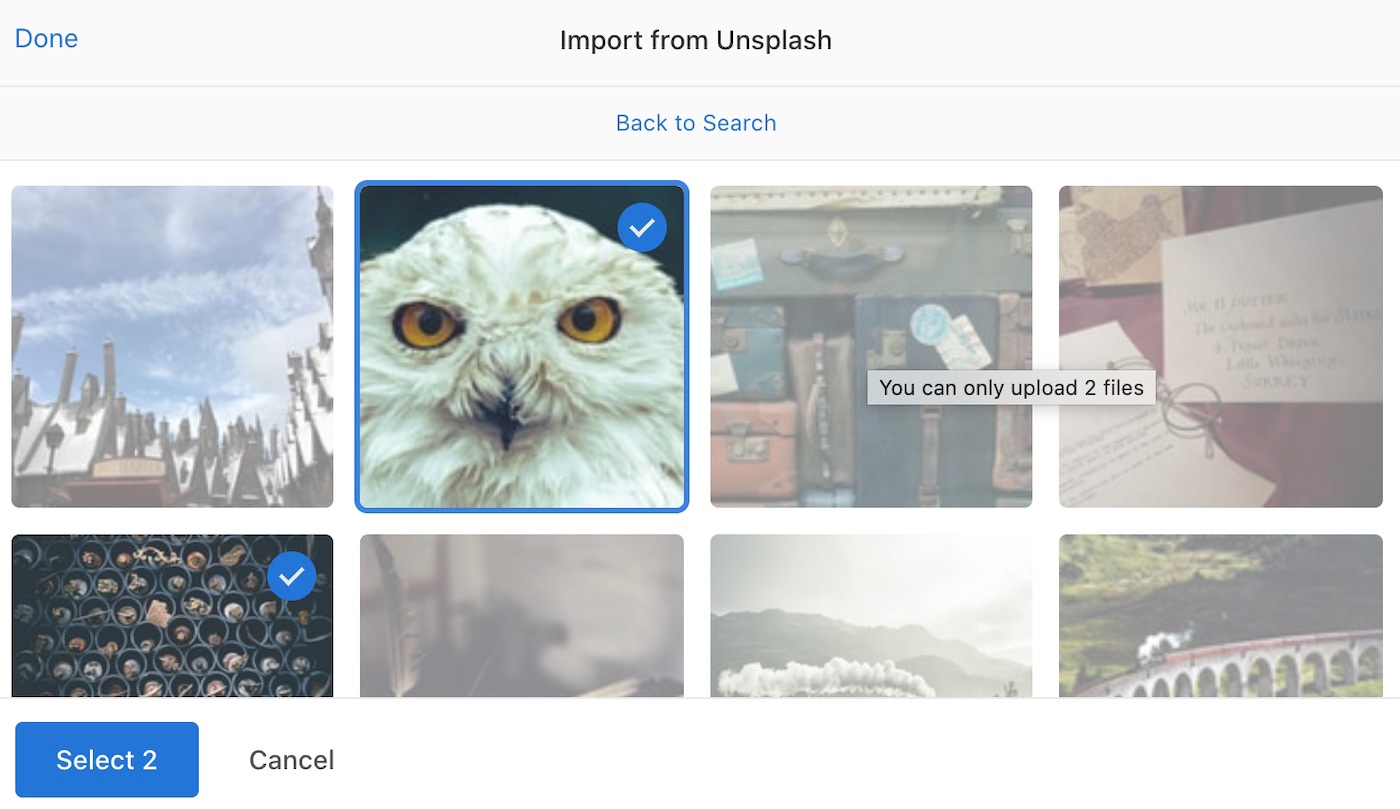 Done
Import from Unsplash
Back to Search
MR. H POTTER
The Cupboard under the Stairs
4 Privet Drive,
Little Whinging,
SURREY
You can only upload 2 files
Select 2
Cancel